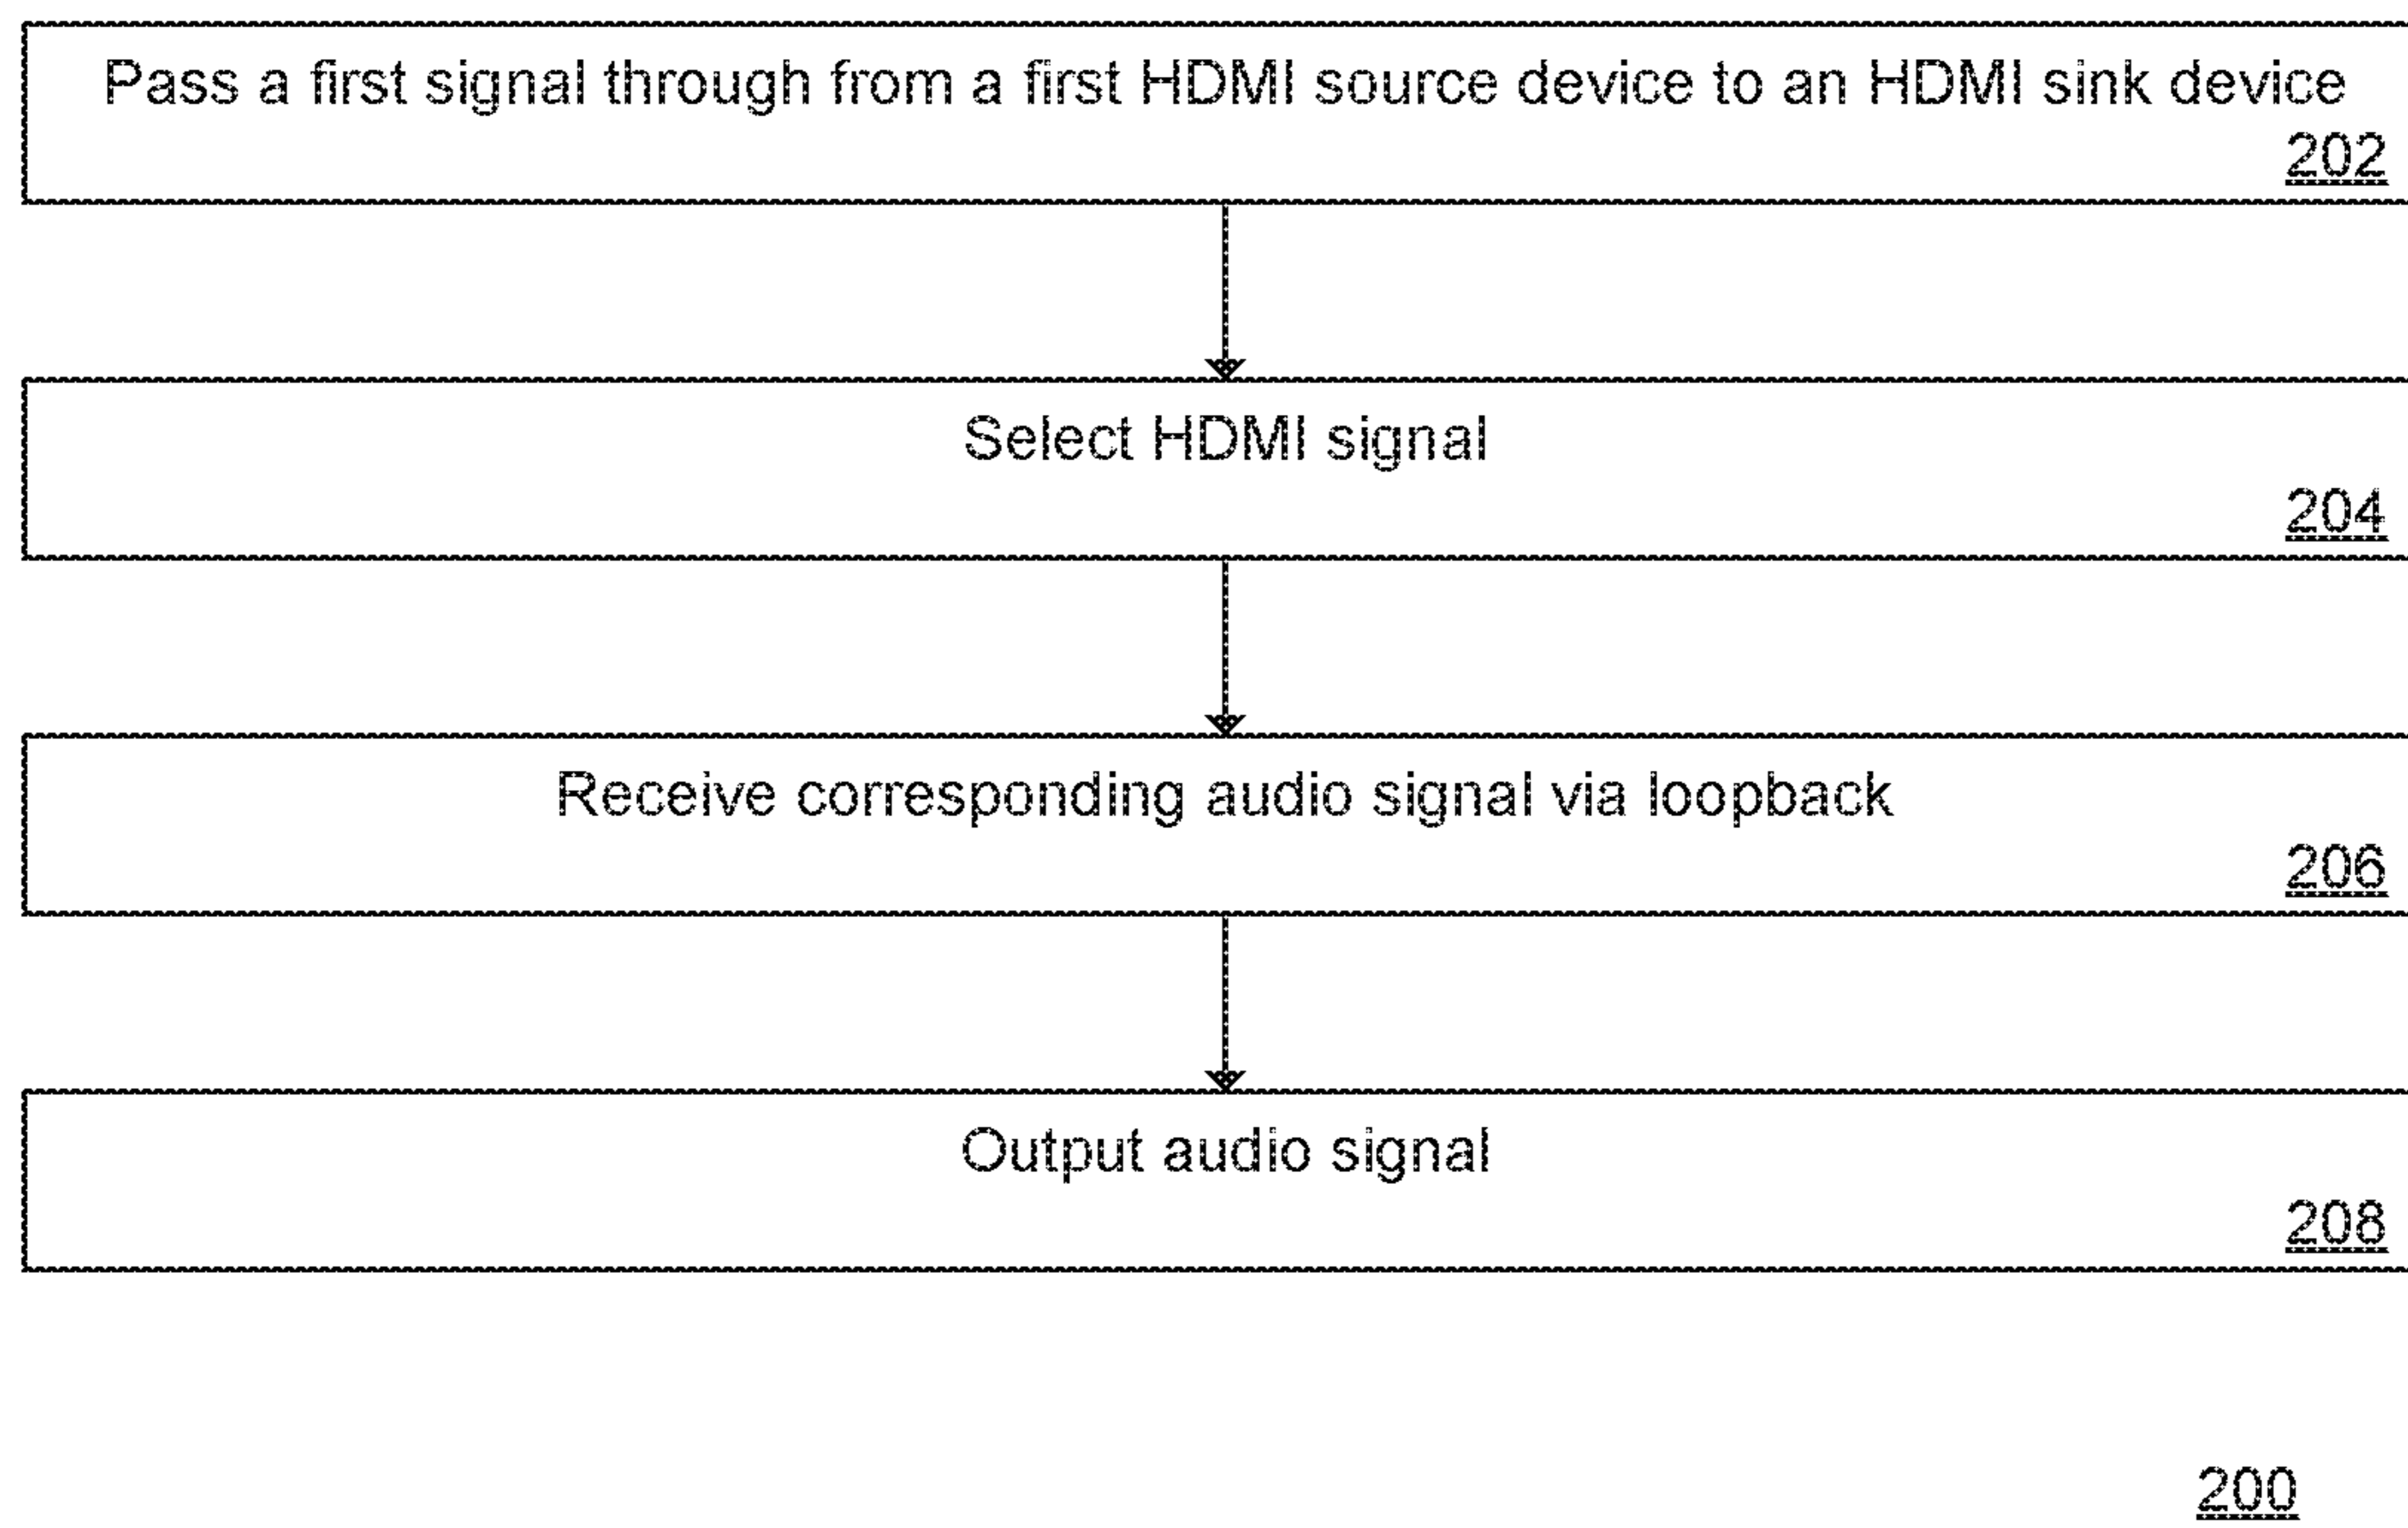 Pass a first signal through from a first HDMI source device to an HDMI sink device
202
Select HDMI signal
204
Receive corresponding audio signal via loopback
206
Output audio signal
208
200